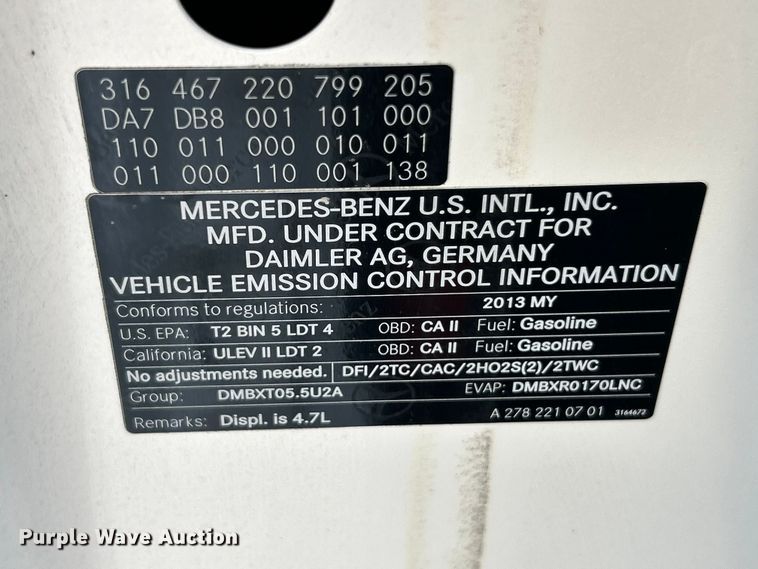 316 467 220 799 205
DA7 DB8 001 101 000
110 011 000 010 011
011 000 110 001 138
MERCEDES-BENZ U.S. INTL., INC.
MFD. UNDER CONTRACT FOR
DAIMLER AG, GERMANY
VEHICLE EMISSION CONTROL INFORMATION
Conforms to regulations: 2013 MY
U.S. EPA: T2 BIN 5 LDT 4 OBD: CA II Fuel: Gasoline
California: ULEV II LDT 2 OBD: CA II Fuel: Gasoline
No adjustments needed. DFI/2TC/CAC/2HO2S(2)/2TWC
Group: DMBXT05.5U2A EVAP: DMBXR0170LNC
Remarks: Displ. is 4.7L A 278 221 07 01 3164672
Purple Wave Auction